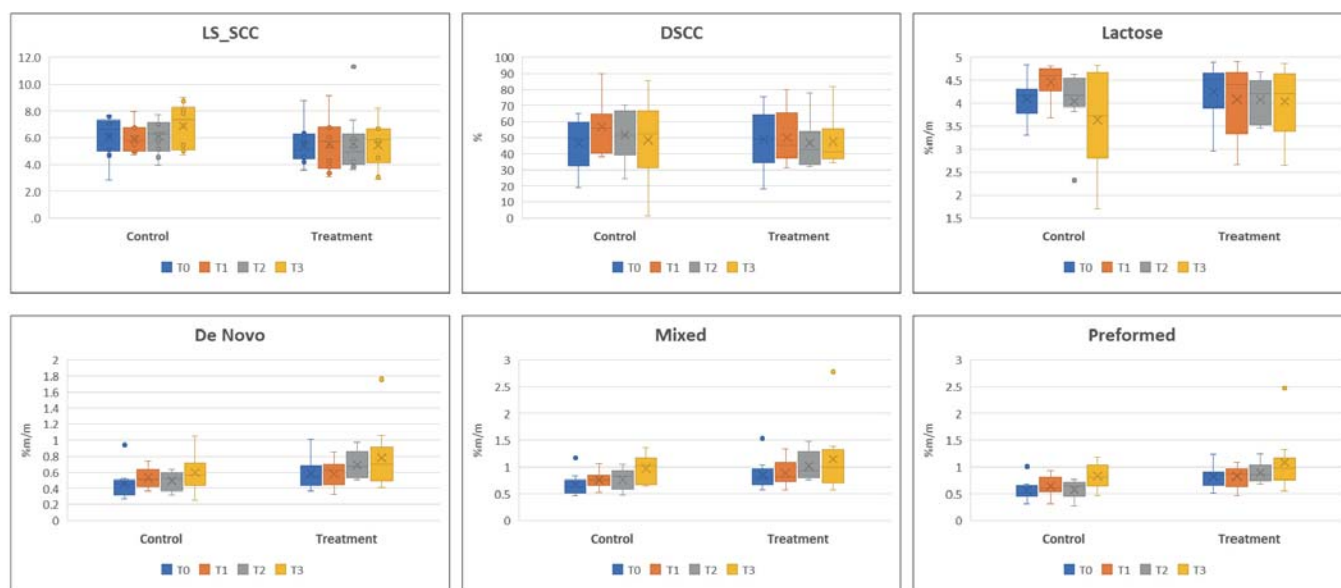 LS_SCC
12.0
10.0
8.0
6.0
4.0
2.0
.0
Control Treatment
T0 T1 T2 T3
DSCC
%
100
90
80
70
60
50
40
30
20
10
0
Control Treatment
T0 T1 T2 T3
Lactose
%m/m
5
4.5
4
3.5
3
2.5
2
1.5
Control Treatment
T0 T1 T2 T3
De Novo
%m/m
2
1.8
1.6
1.4
1.2
1
0.8
0.6
0.4
0.2
0
Control Treatment
T0 T1 T2 T3
Mixed
%m/m
3
2.5
2
1.5
1
0.5
0
Control Treatment
T0 T1 T2 T3
Preformed
%m/m
3
2.5
2
1.5
1
0.5
0
Control Treatment
T0 T1 T2 T3